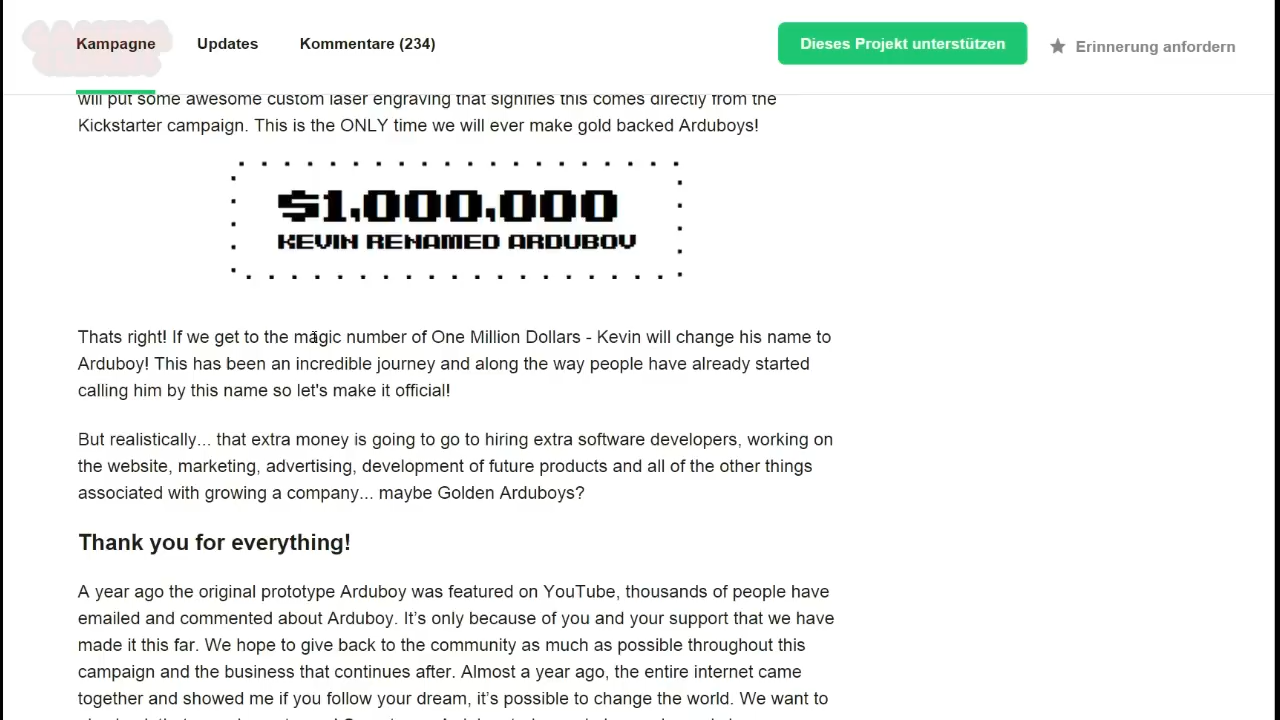 Kampagne Updates Kommentare (234) Dieses Projekt unterstützen Erinnerung anfordern
will put some awesome custom laser engraving that signifies this comes directly from the
Kickstarter campaign. This is the ONLY time we will ever make gold backed Arduboys!
$1,000,000
KEVIN RENAMED ARDUBOY
Thats right! If we get to the magic number of One Million Dollars - Kevin will change his name to
Arduboy! This has been an incredible journey and along the way people have already started
calling him by this name so let's make it official!
But realistically... that extra money is going to go to hiring extra software developers, working on
the website, marketing, advertising, development of future products and all of the other things
associated with growing a company... maybe Golden Arduboys?
Thank you for everything!
A year ago the original prototype Arduboy was featured on YouTube, thousands of people have
emailed and commented about Arduboy. It’s only because of you and your support that we have
made it this far. We hope to give back to the community as much as possible throughout this
campaign and the business that continues after. Almost a year ago, the entire internet came
together and showed me if you follow your dream, it’s possible to change the world. We want to